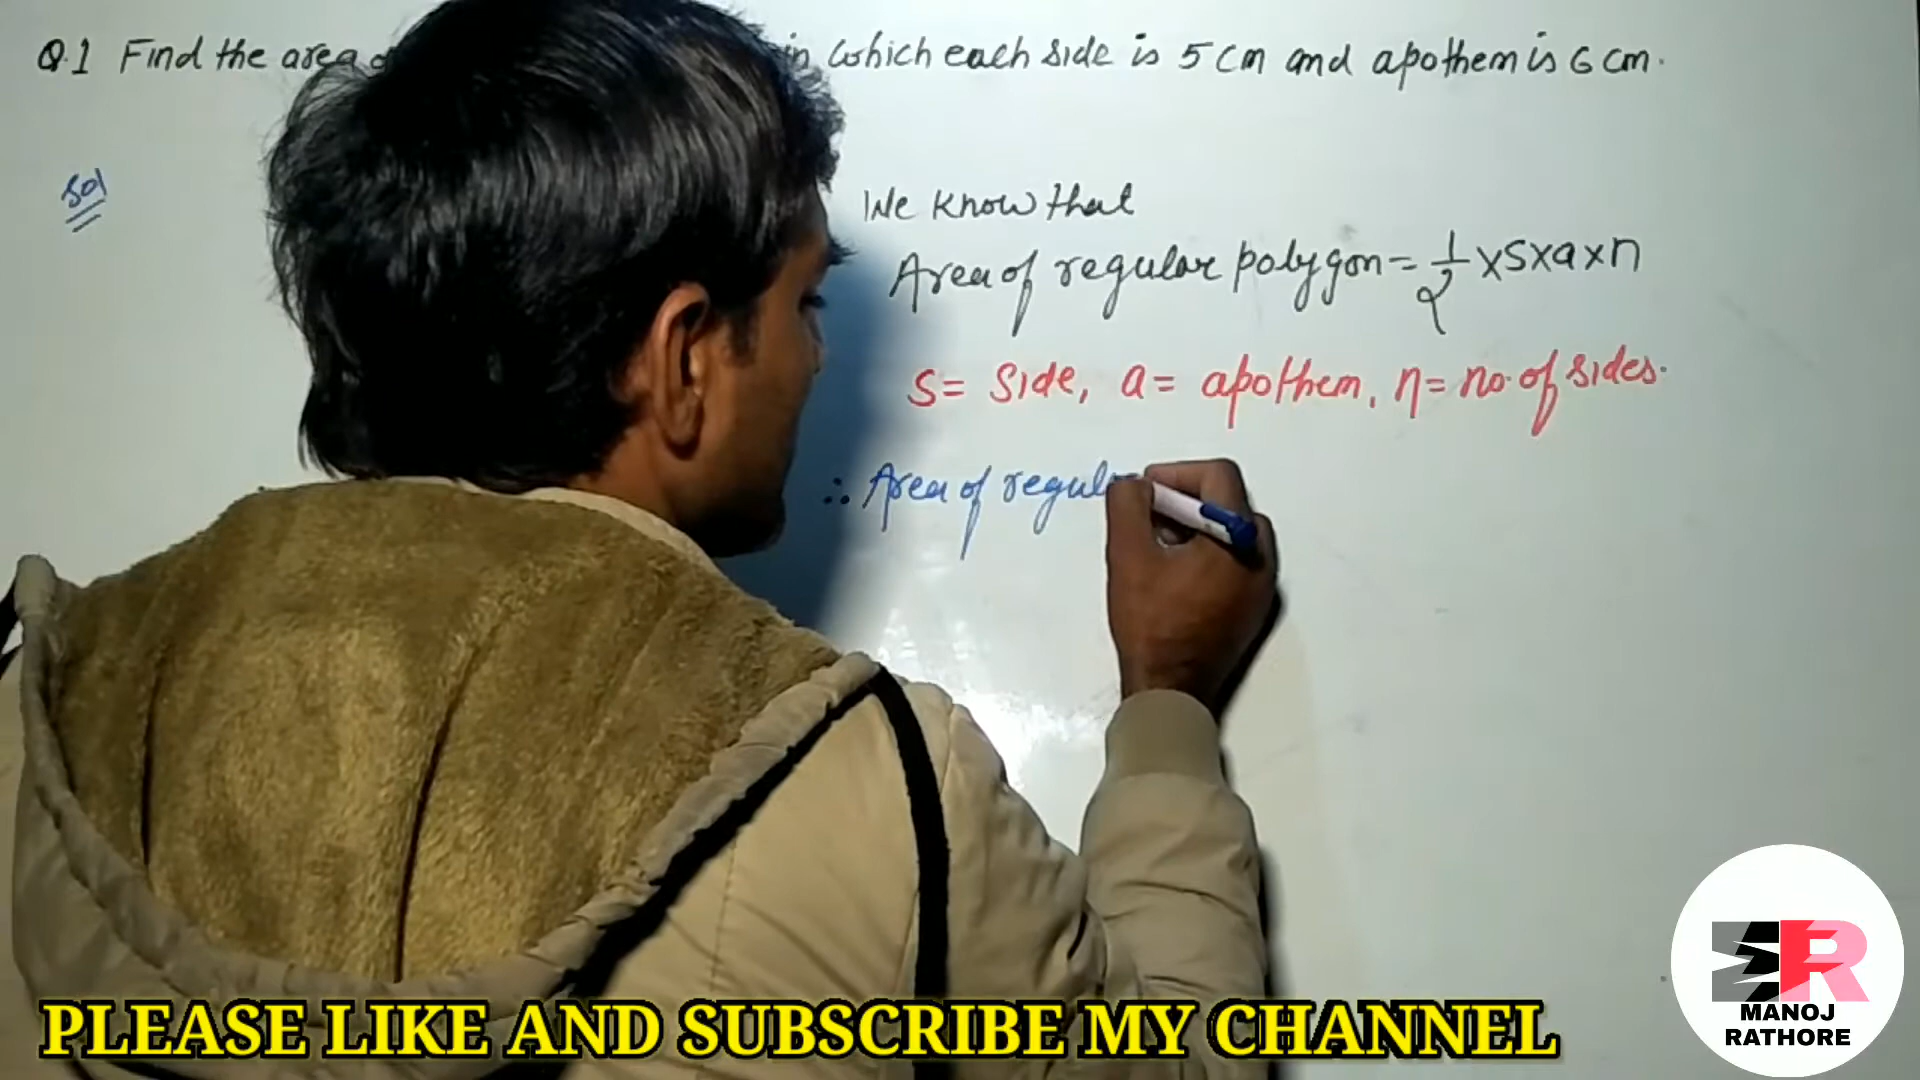 Q.1 Find the area in which each side is 5 cm and apothem is 6 cm.
Sol
We know that
Area of regular polygon = 1/2 × s × a × n
s = side, a = apothem, n = no. of sides.
∴ Area of regul
ER
MANOJ
RATHORE
PLEASE LIKE AND SUBSCRIBE MY CHANNEL